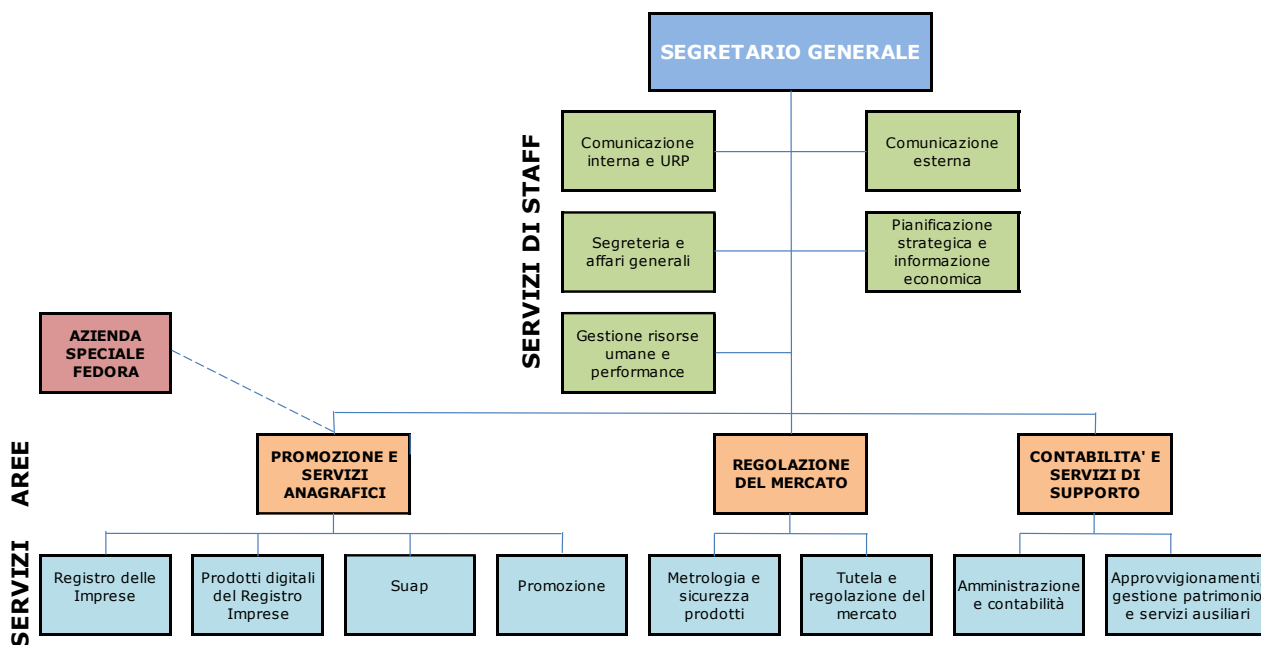 SEGRETARIO GENERALE
SERVIZI DI STAFF
Comunicazione
interna e URP
Comunicazione
esterna
Segreteria e
affari generali
Pianificazione
strategica e
informazione
economica
Gestione risorse
umane e
performance
AZIENDA
SPECIALE
FEDORA
AREE
PROMOZIONE E
SERVIZI
ANAGRAFICI
REGOLAZIONE
DEL MERCATO
CONTABILITA' E
SERVIZI DI
SUPPORTO
SERVIZI
Registro delle
Imprese
Prodotti digitali
del Registro
Imprese
Suap
Promozione
Metrologia e
sicurezza
prodotti
Tutela e
regolazione del
mercato
Amministrazione
e contabilità
Approvvigionamenti,
gestione patrimonio
e servizi ausiliari